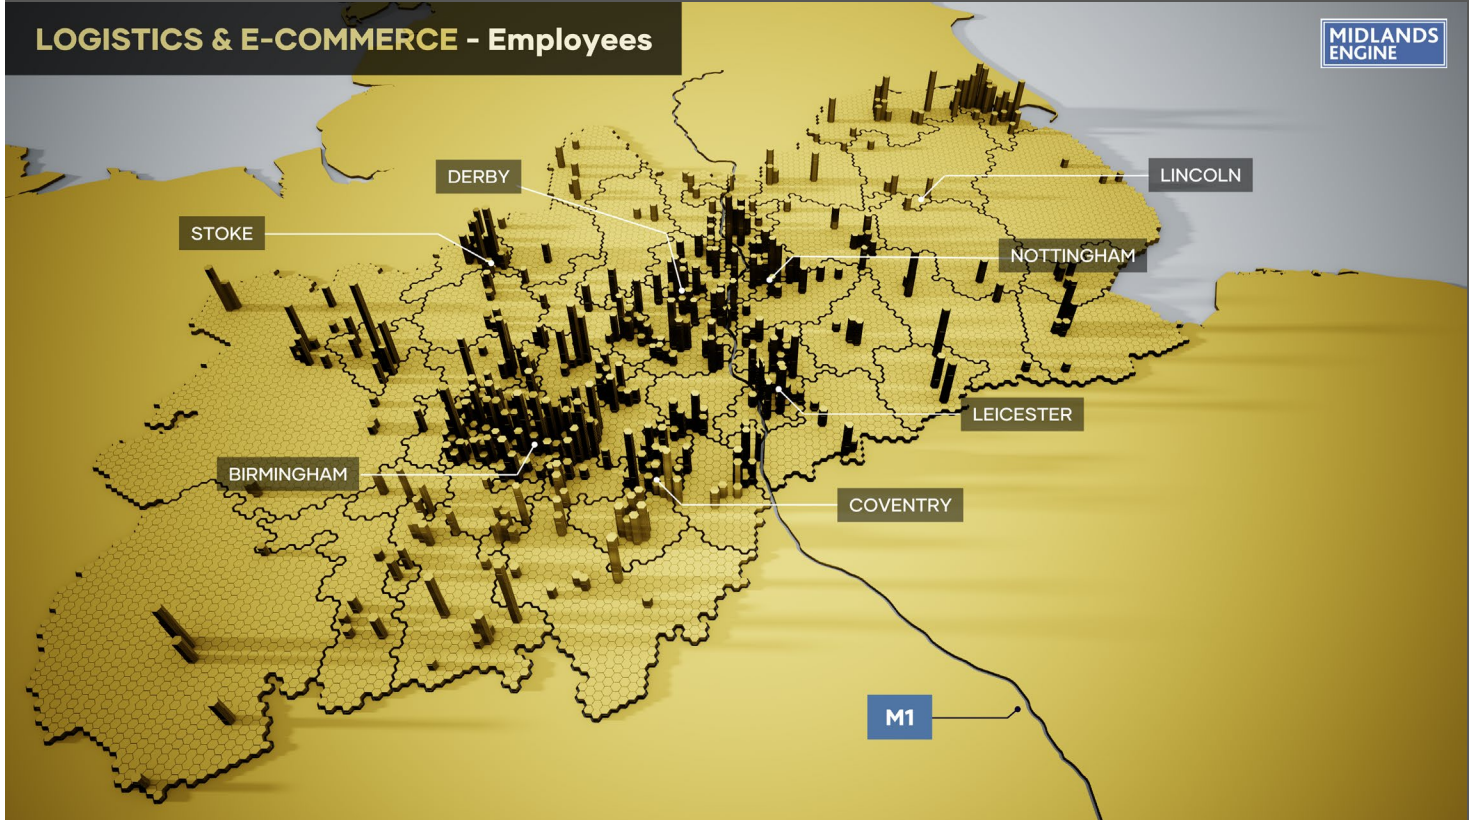 LOGISTICS & E-COMMERCE - Employees
MIDLANDS
ENGINE
DERBY
LINCOLN
STOKE
NOTTINGHAM
LEICESTER
BIRMINGHAM
COVENTRY
M1